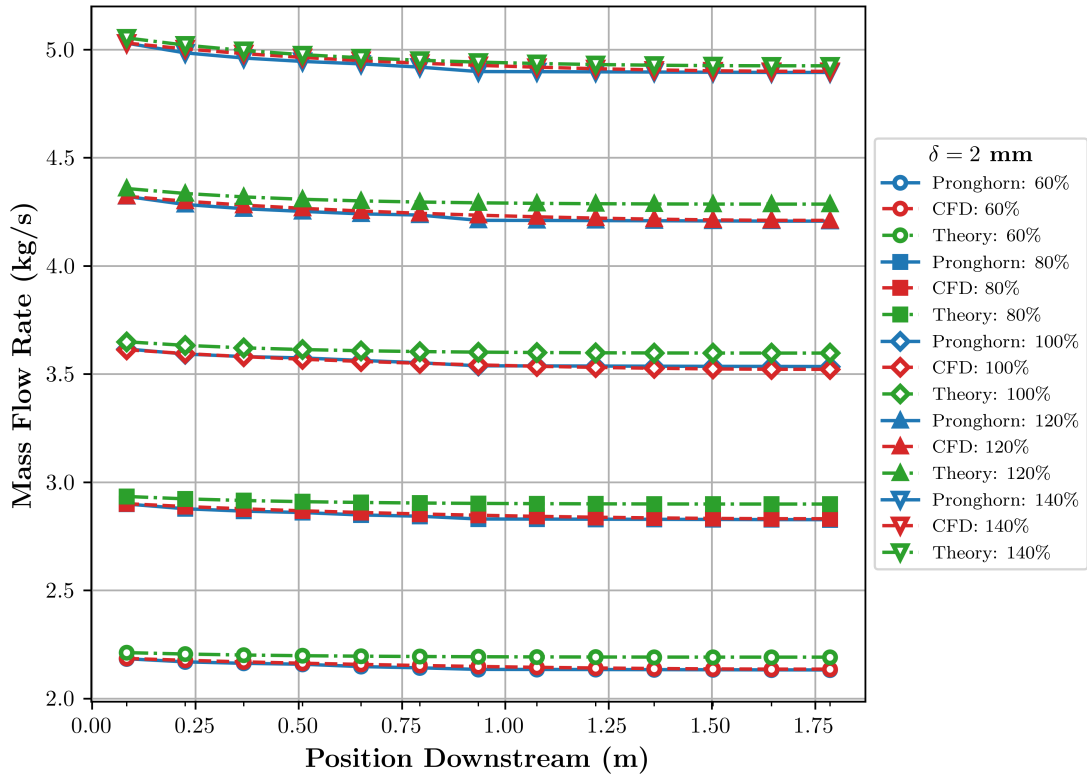 5.0
4.5
4.0
3.5
3.0
2.5
2.0
Mass Flow Rate (kg/s)
0.00 0.25 0.50 0.75 1.00 1.25 1.50 1.75
Position Downstream (m)
δ = 2 mm
Pronghorn: 60%
CFD: 60%
Theory: 60%
Pronghorn: 80%
CFD: 80%
Theory: 80%
Pronghorn: 100%
CFD: 100%
Theory: 100%
Pronghorn: 120%
CFD: 120%
Theory: 120%
Pronghorn: 140%
CFD: 140%
Theory: 140%